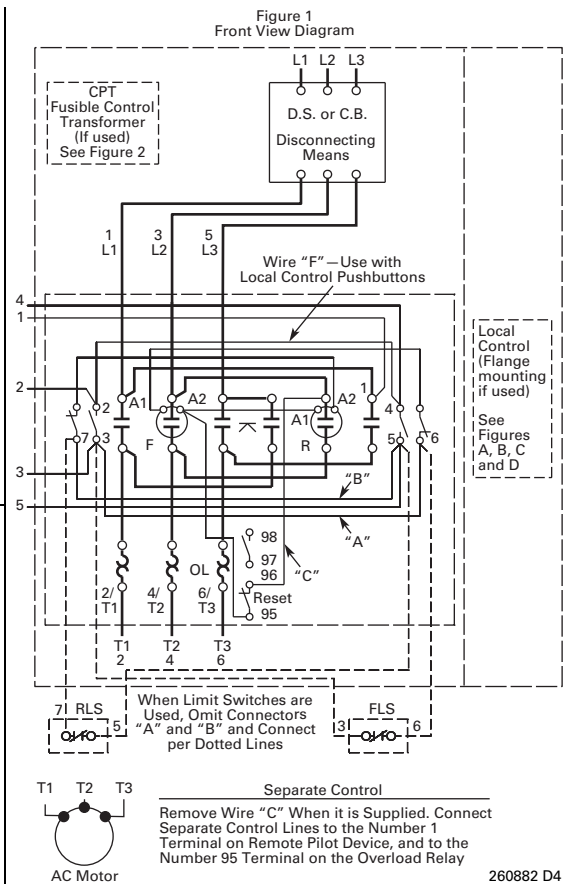 Figure 1
Front View Diagram
L1 L2 L3
CPT
Fusible Control
Transformer
(If used)
See Figure 2
D.S. or C.B.
Disconnecting
Means
1
L1
3
L2
5
L3
Wire “F”—Use with
Local Control Pushbuttons
4
1
Local
Control
(Flange
mounting
if used)
See
Figures
A, B, C
and D
2
2
A1
A2
A1
A2
1
4
7
3
F
R
5
6
3
5
“B”
“A”
98
97
96
“C”
Reset
95
OL
2/
T1
4/
T2
6/
T3
T1
2
T2
4
T3
6
When Limit Switches are
Used, Omit Connectors
“A” and “B” and Connect
per Dotted Lines
7 RLS
5
FLS
3
6
T1 T2 T3
AC Motor
Separate Control
Remove Wire “C” When it is Supplied. Connect
Separate Control Lines to the Number 1
Terminal on Remote Pilot Device, and to the
Number 95 Terminal on the Overload Relay
260882 D4